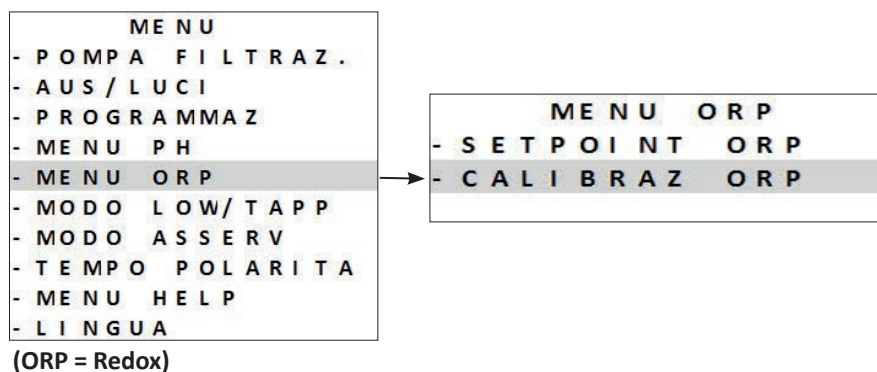 MENU
- POMPA FILTRAZ.
- AUS/LUCI
- PROGRAMMAZ
- MENU PH
- MENU ORP
- MODO LOW/TAPP
- MODO ASSERV
- TEMPO POLARITA
- MENU HELP
- LINGUA
(ORP = Redox)
MENU ORP
- SETPOINT ORP
- CALIBRAZ ORP